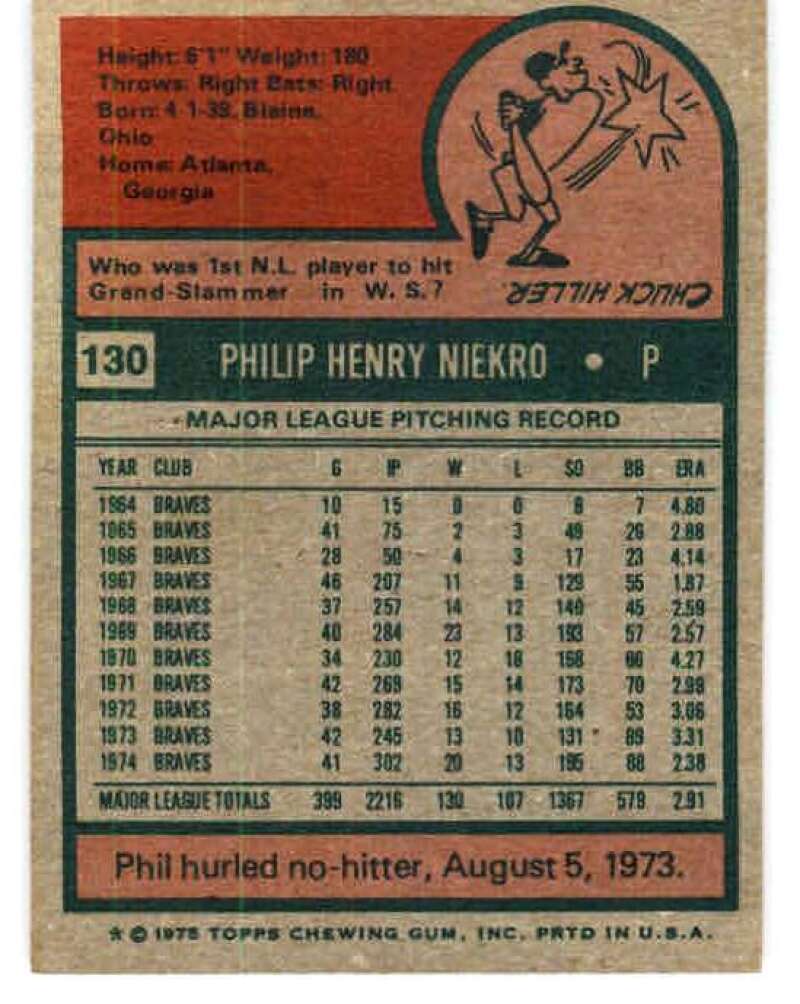 Height: 6'1" Weight: 180
Throws: Right Bats: Right
Born: 4-1-39, Blaine,
Ohio
Home: Atlanta,
Georgia
Who was 1st N.L. player to hit
Grand-Slammer in W. S.?
CHUCK HILLER.
130 PHILIP HENRY NIEKRO • P
MAJOR LEAGUE PITCHING RECORD
YEAR CLUB G IP W L SO BB ERA
1964 BRAVES 10 15 0 0 8 7 4.80
1965 BRAVES 41 75 2 3 49 26 2.88
1966 BRAVES 28 50 4 3 17 23 4.14
1967 BRAVES 46 207 11 9 129 55 1.87
1968 BRAVES 37 257 14 12 140 45 2.59
1969 BRAVES 40 284 23 13 193 57 2.57
1970 BRAVES 34 230 12 18 168 66 4.27
1971 BRAVES 42 269 15 14 173 70 2.98
1972 BRAVES 38 282 16 12 164 53 3.06
1973 BRAVES 42 245 13 10 131 89 3.31
1974 BRAVES 41 302 20 13 195 88 2.38
MAJOR LEAGUE TOTALS 399 2216 130 107 1367 579 2.91
Phil hurled no-hitter, August 5, 1973.
* © 1975 TOPPS CHEWING GUM, INC. PRTD IN U.S.A.